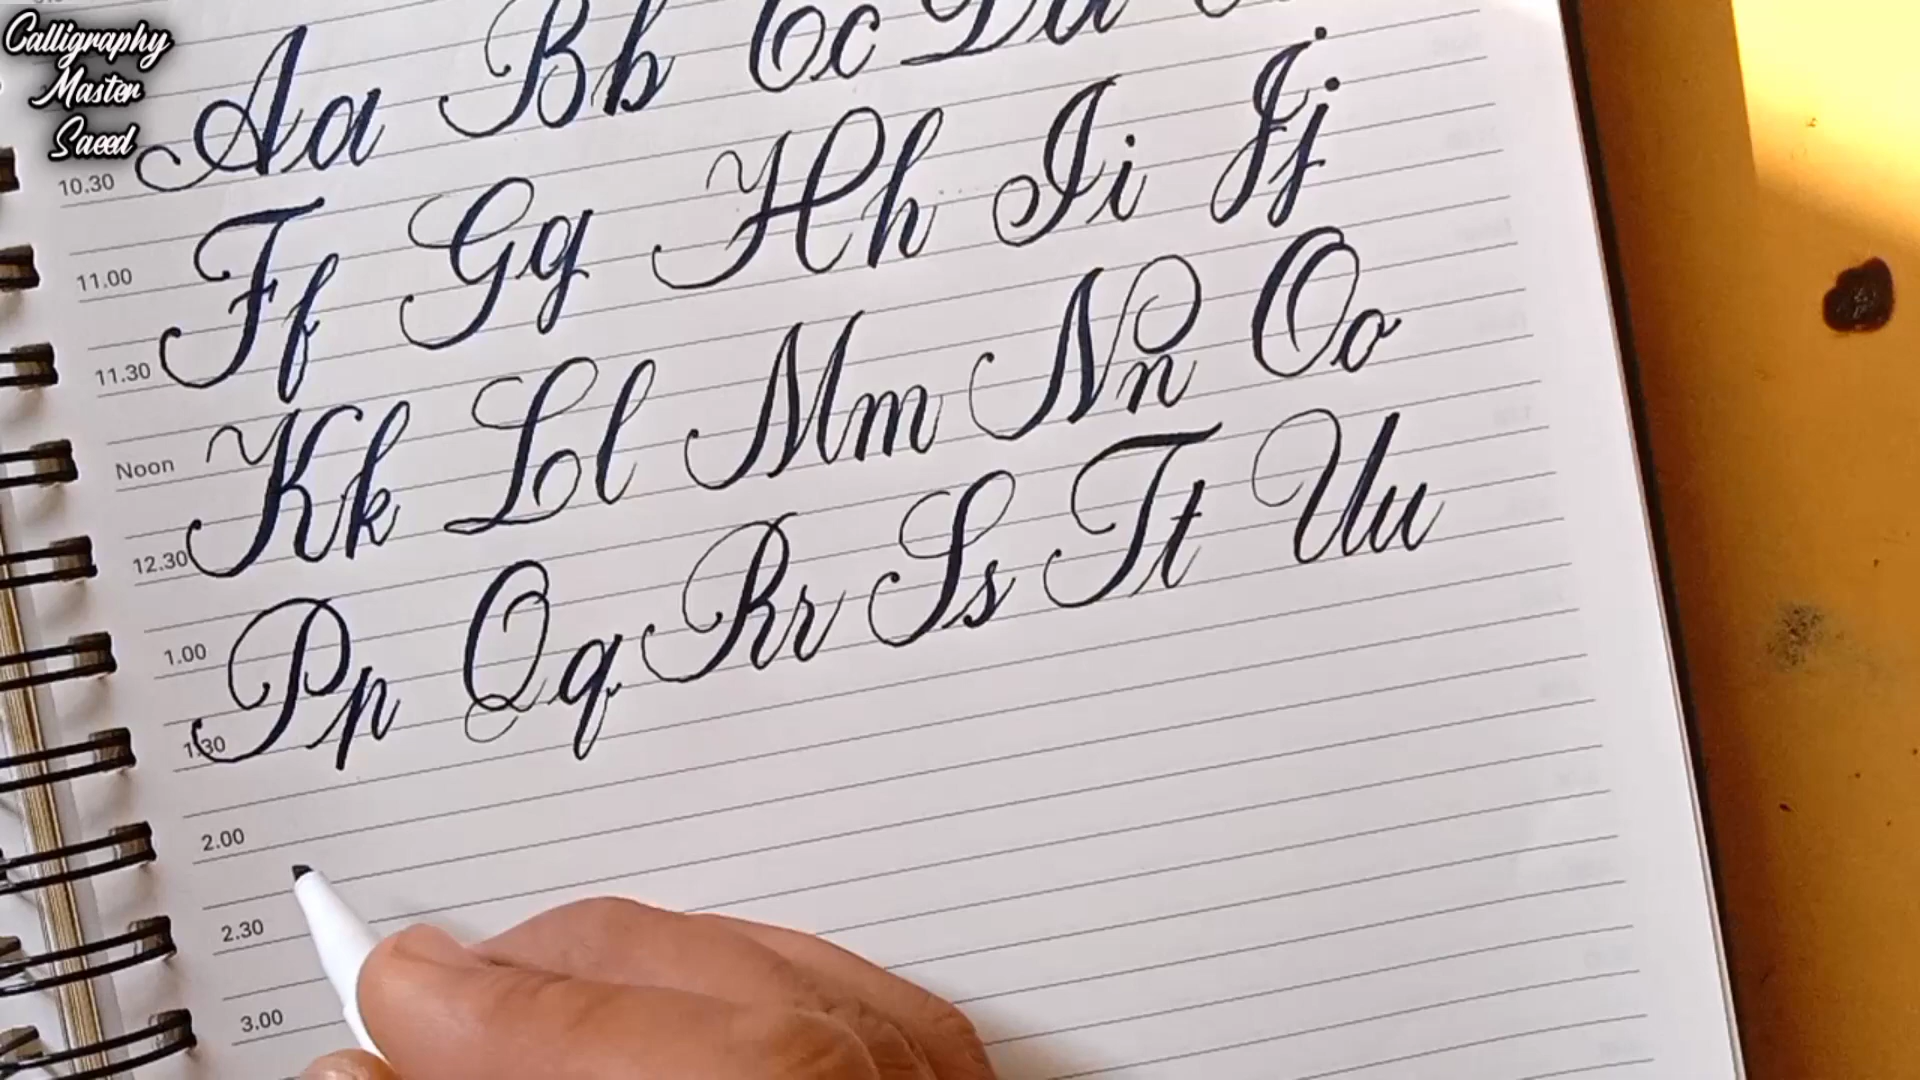 Calligraphy
Master
Saeed
Aa Bb Cc Dd
10.30
Ff Gg Hh Ii Jj
11.00
11.30
Kk Ll Mm Nn Oo
Noon
12.30
Pp Qq Rr Ss Tt Uu
1.00
1.30
2.00
2.30
3.00